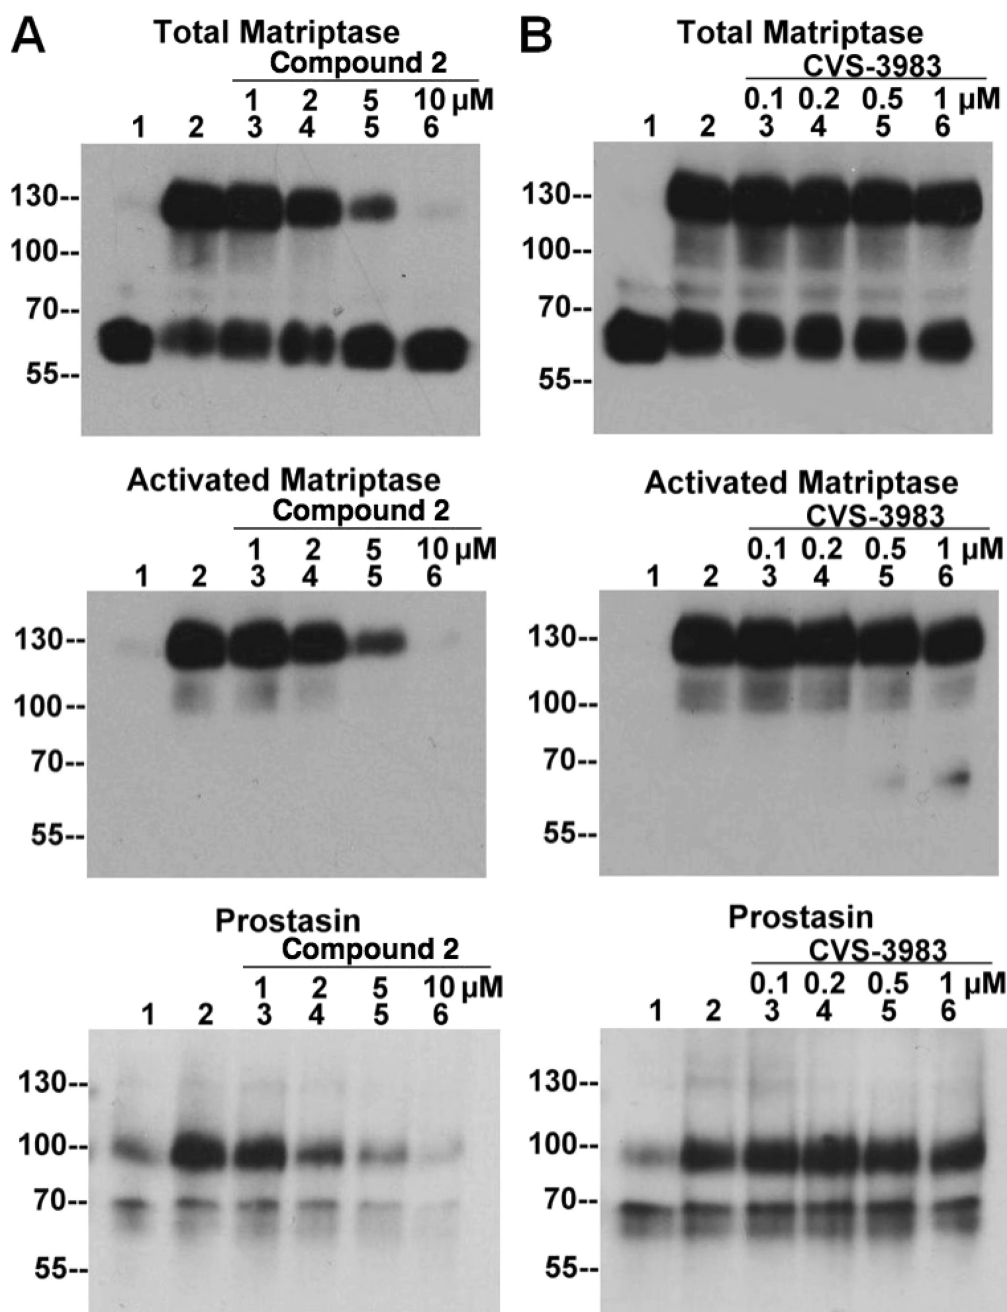 A
Total Matriptase
Compound 2
1 2 5 10 µM
1 2 3 4 5 6
130--
100--
70--
55--
Activated Matriptase
Compound 2
1 2 5 10 µM
1 2 3 4 5 6
130--
100--
70--
55--
Prostasin
Compound 2
1 2 5 10 µM
1 2 3 4 5 6
130--
100--
70--
55--
B
Total Matriptase
CVS-3983
0.1 0.2 0.5 1 µM
1 2 3 4 5 6
130--
100--
70--
55--
Activated Matriptase
CVS-3983
0.1 0.2 0.5 1 µM
1 2 3 4 5 6
130--
100--
70--
55--
Prostasin
CVS-3983
0.1 0.2 0.5 1 µM
1 2 3 4 5 6
130--
100--
70--
55--